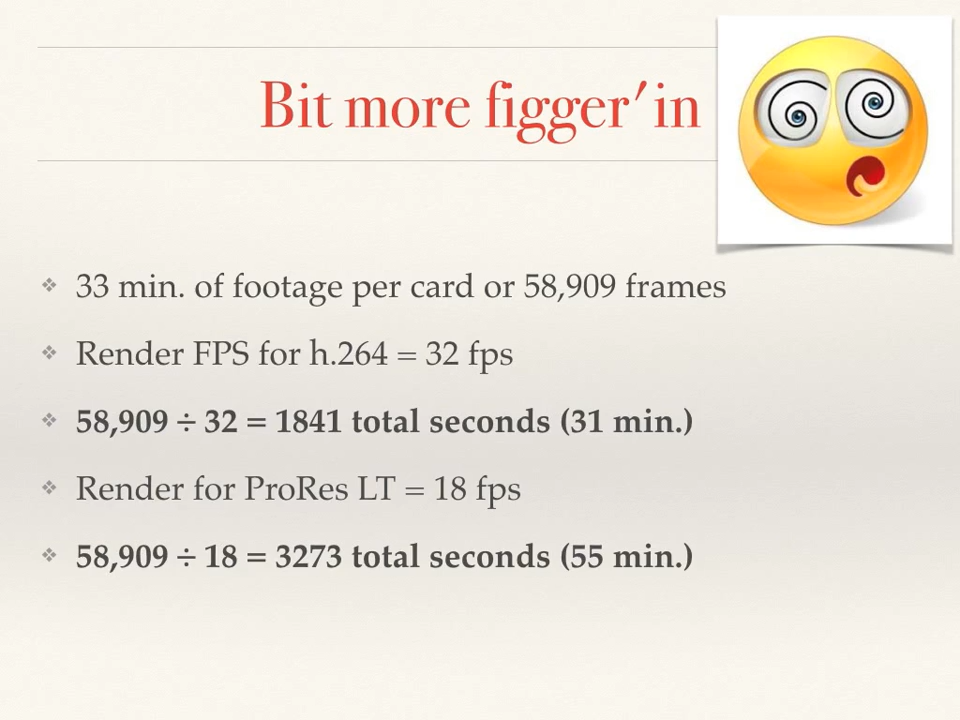 Bit more figger'in
❖ 33 min. of footage per card or 58,909 frames
❖ Render FPS for h.264 = 32 fps
❖ 58,909 ÷ 32 = 1841 total seconds (31 min.)
❖ Render for ProRes LT = 18 fps
❖ 58,909 ÷ 18 = 3273 total seconds (55 min.)